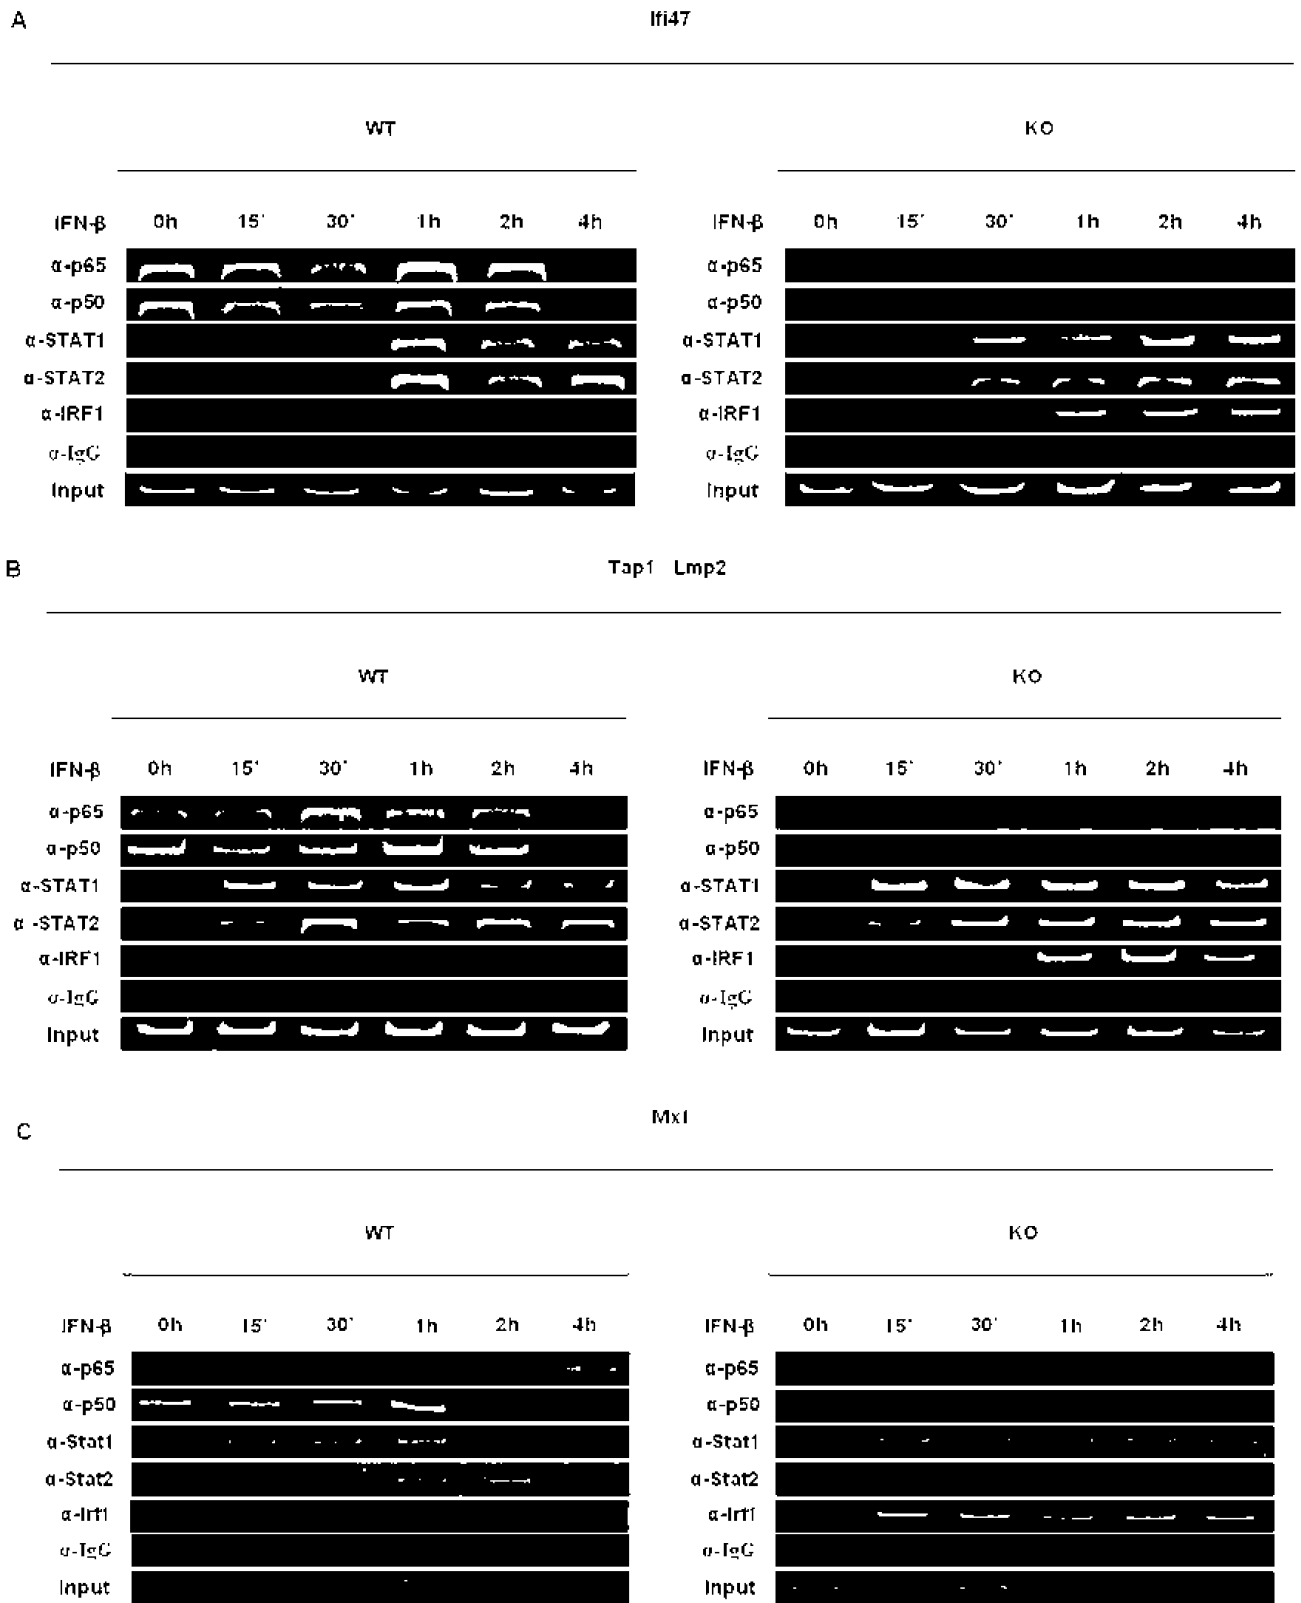 A
Ifi47
WT KO
IFN-β 0h 15' 30' 1h 2h 4h IFN-β 0h 15' 30' 1h 2h 4h
α-p65 α-p65
α-p50 α-p50
α-STAT1 α-STAT1
α-STAT2 α-STAT2
α-IRF1 α-IRF1
α-IgG α-IgG
Input Input
B
Tap1 Lmp2
WT KO
IFN-β 0h 15' 30' 1h 2h 4h IFN-β 0h 15' 30' 1h 2h 4h
α-p65 α-p65
α-p50 α-p50
α-STAT1 α-STAT1
α -STAT2 α-STAT2
α-IRF1 α-IRF1
α-IgG α-IgG
Input Input
C
Mx1
WT KO
IFN-β 0h 15' 30' 1h 2h 4h IFN-β 0h 15' 30' 1h 2h 4h
α-p65 α-p65
α-p50 α-p50
α-Stat1 α-Stat1
α-Stat2 α-Stat2
α-Irf1 α-Irf1
α-IgG α-IgG
Input Input